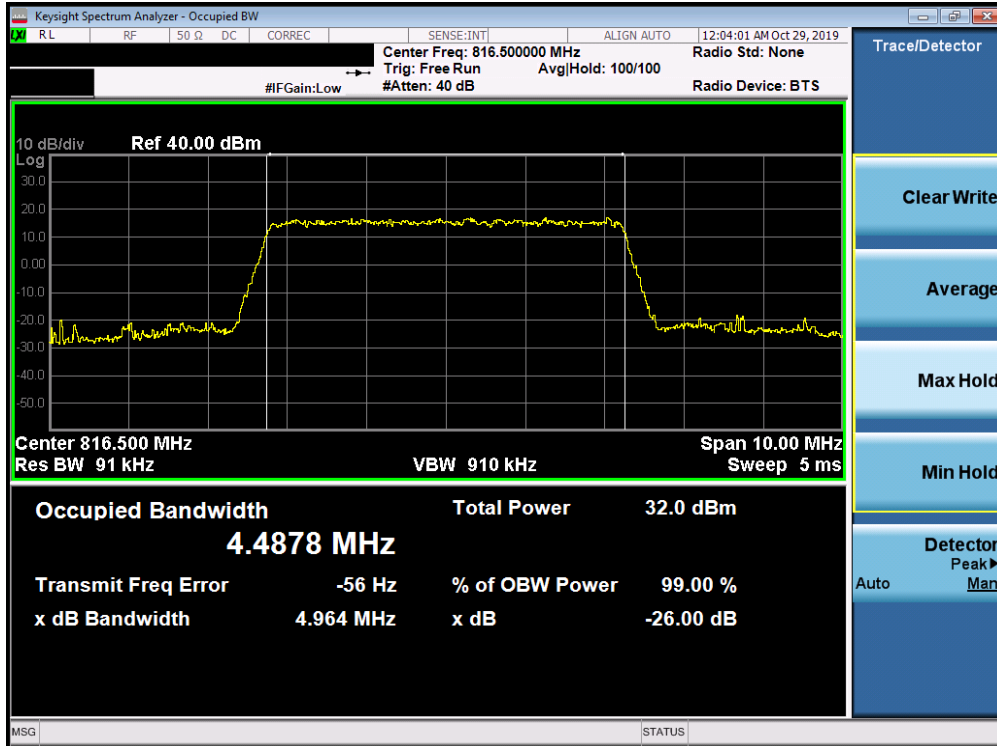 Keysight Spectrum Analyzer - Occupied BW
LXI RL RF 50 Ω DC CORREC SENSE:INT ALIGN AUTO 12:04:01 AM Oct 29, 2019
Center Freq: 816.500000 MHz Radio Std: None
Trig: Free Run Avg|Hold: 100/100
#IFGain:Low #Atten: 40 dB Radio Device: BTS
10 dB/div Ref 40.00 dBm
Log
30.0
20.0
10.0
0.00
-10.0
-20.0
-30.0
-40.0
-50.0
Center 816.500 MHz Span 10.00 MHz
Res BW 91 kHz VBW 910 kHz Sweep 5 ms
Occupied Bandwidth Total Power 32.0 dBm
4.4878 MHz
Transmit Freq Error -56 Hz % of OBW Power 99.00 %
x dB Bandwidth 4.964 MHz x dB -26.00 dB
MSG STATUS
Trace/Detector
Clear Write
Average
Max Hold
Min Hold
Detector
Peak▶
Auto Man